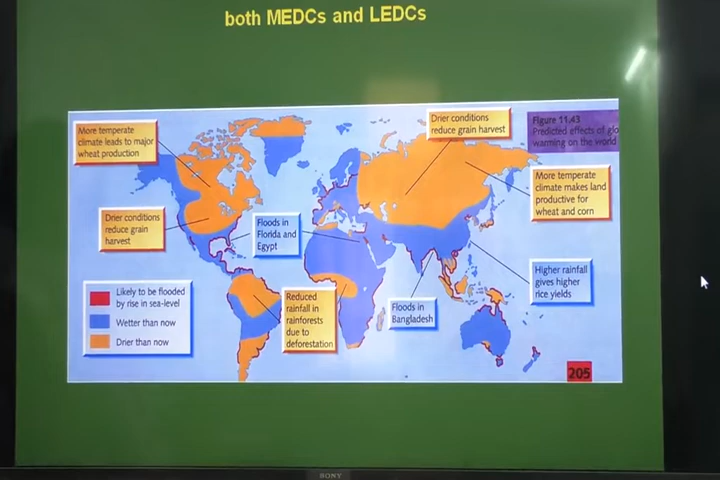 both MEDCs and LEDCs
More temperate
climate leads to major
wheat production
Drier conditions
reduce grain harvest
Figure 11.43
Predicted effects of glo
warming on the world
More temperate
climate makes land
productive for
wheat and corn
Drier conditions
reduce grain
harvest
Floods in
Florida and
Egypt
Higher rainfall
gives higher
rice yields
Likely to be flooded
by rise in sea-level
Wetter than now
Drier than now
Reduced
rainfall in
rainforests
due to
deforestation
Floods in
Bangladesh
205
SONY